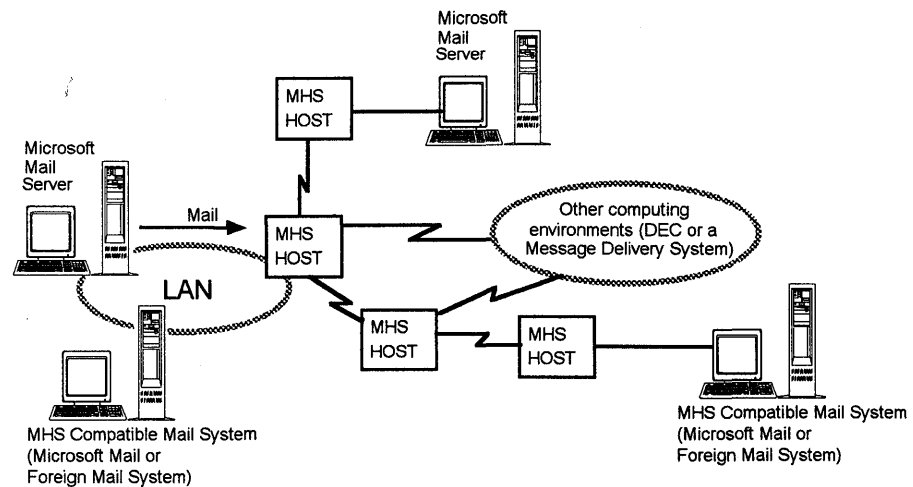 Microsoft
Mail
Server
MHS
HOST
Microsoft
Mail
Server
Mail
MHS
HOST
Other computing
environments (DEC or a
Message Delivery System)
LAN
MHS
HOST
MHS
HOST
MHS Compatible Mail System
(Microsoft Mail or
Foreign Mail System)
MHS Compatible Mail System
(Microsoft Mail or
Foreign Mail System)